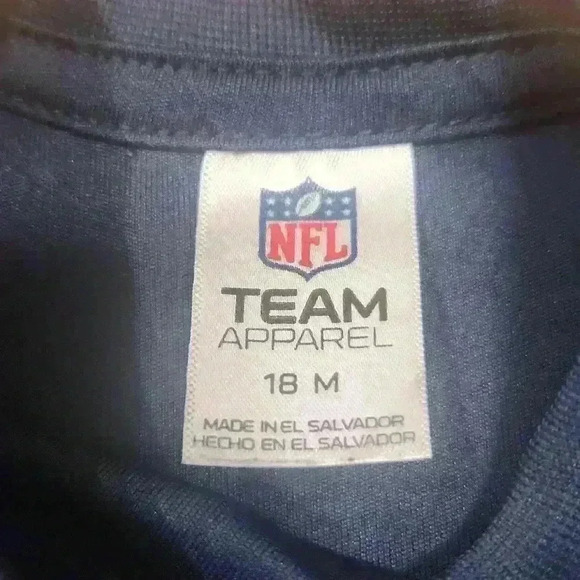 NFL
TEAM
APPAREL
18 M
MADE IN EL SALVADOR
HECHO EN EL SALVADOR